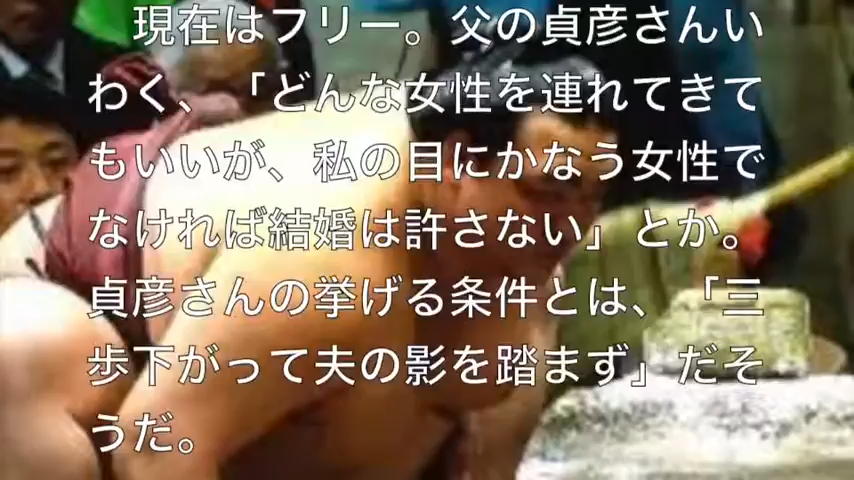 現在はフリー。父の貞彦さんい
わく、「どんな女性を連れてきて
もいいが、私の目にかなう女性で
なければ結婚は許さない」とか。
貞彦さんの挙げる条件とは、「三
歩下がって夫の影を踏まず」だそ
うだ。